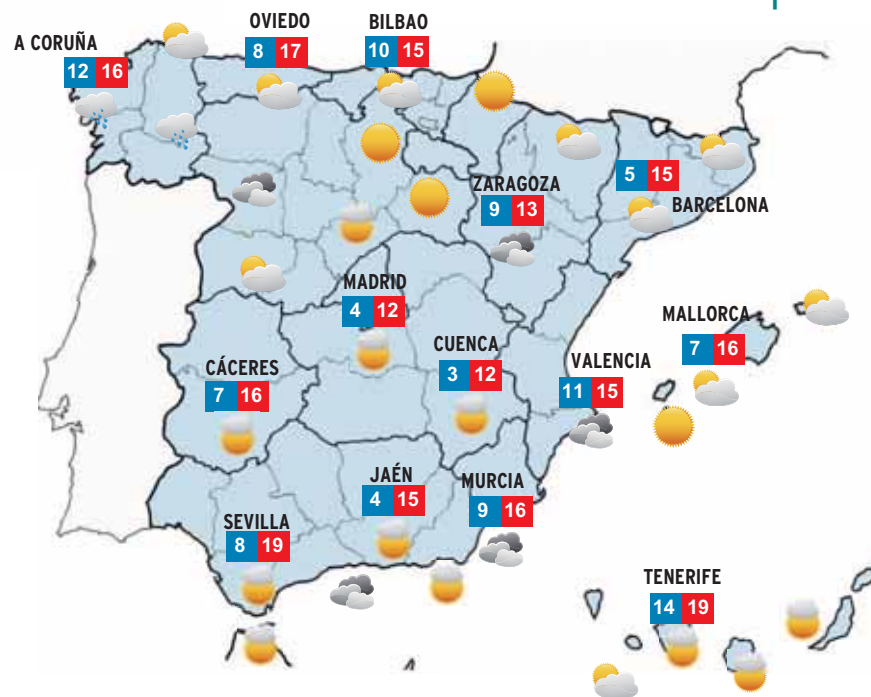 OVIEDO
8 17
BILBAO
10 15
A CORUÑA
12 16
ZARAGOZA
9 13
5 15
BARCELONA
MADRID
4 12
MALLORCA
7 16
CUENCA
3 12
VALENCIA
11 15
CÁCERES
7 16
JAÉN
4 15
MURCIA
9 16
SEVILLA
8 19
TENERIFE
14 19